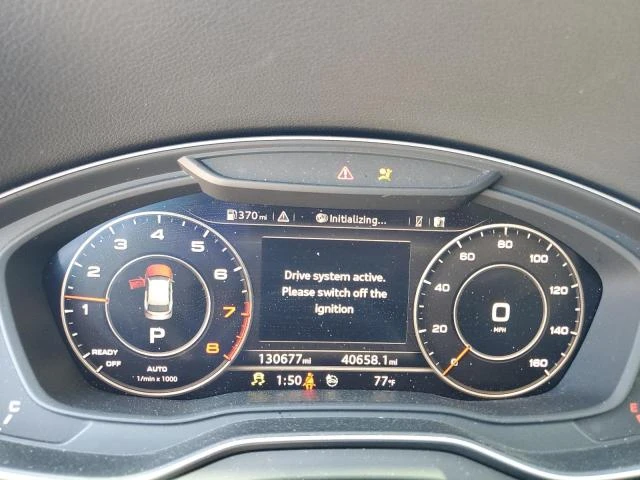 370 mi Initializing...
3 4 5 6 7 8
2
1
READY
OFF
P
AUTO
1/min x 1000
Drive system active.
Please switch off the
ignition
20 40 60 80 100 120 140 160
0
MPH
130677mi 40658.1mi
1:50 77°F
C E